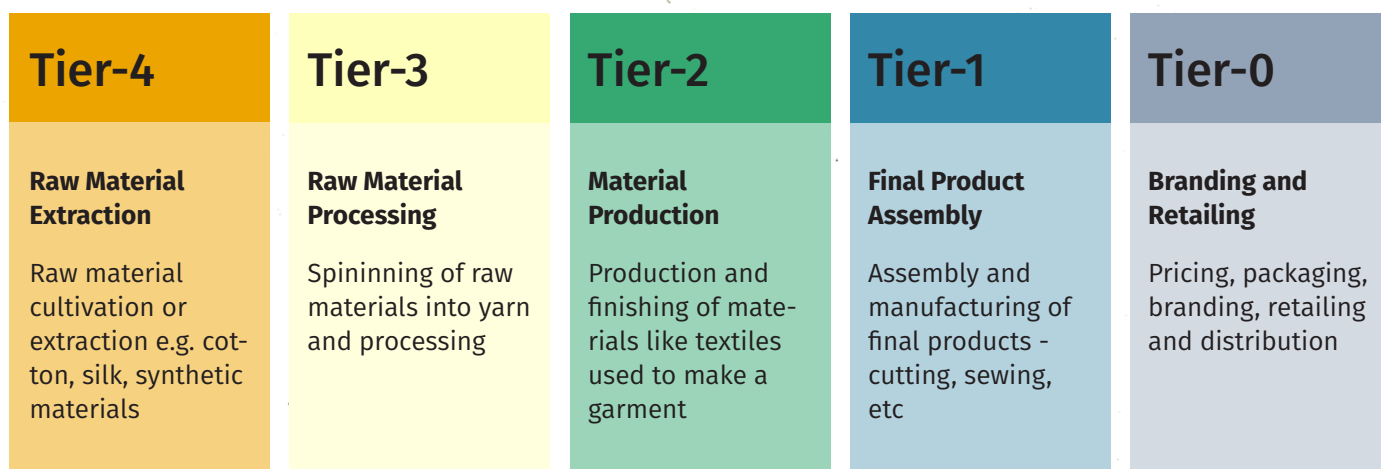 Tier-4
Raw Material
Extraction
Raw material
cultivation or
extraction e.g. cot-
ton, silk, synthetic
materials
Tier-3
Raw Material
Processing
Spininning of raw
materials into yarn
and processing
Tier-2
Material
Production
Production and
finishing of mate-
rials like textiles
used to make a
garment
Tier-1
Final Product
Assembly
Assembly and
manufacturing of
final products -
cutting, sewing,
etc
Tier-0
Branding and
Retailing
Pricing, packaging,
branding, retailing
and distribution